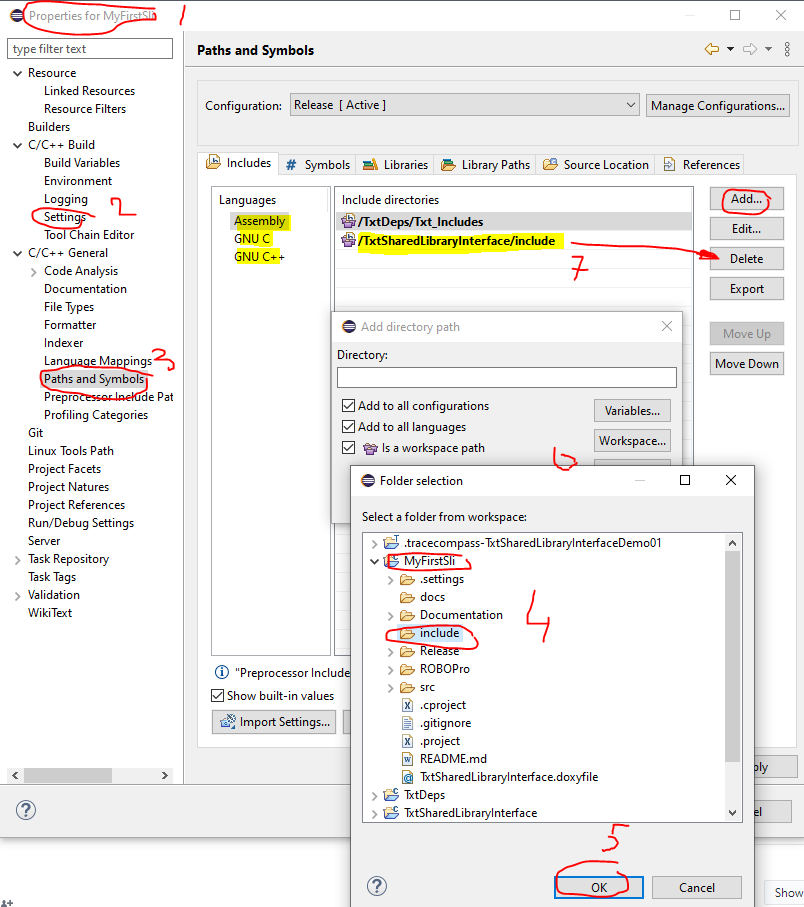 Properties for MyFirstSli 1
type filter text
Resource
Linked Resources
Resource Filters
Builders
C/C++ Build
Build Variables
Environment
Logging
Settings 2
Tool Chain Editor
C/C++ General
Code Analysis
Documentation
File Types
Formatter
Indexer
Language Mappings 3
Paths and Symbols
Preprocessor Include Pat
Profiling Categories
Git
Linux Tools Path
Project Facets
Project Natures
Project References
Run/Debug Settings
Server
Task Repository
Task Tags
Validation
WikiText
Paths and Symbols
Configuration: Release [ Active ] Manage Configurations...
Includes # Symbols Libraries Library Paths Source Location References
Languages
Assembly
GNU C
GNU C++
Include directories
/TxtDeps/Txt_Includes
/TxtSharedLibraryInterface/include
7
Add...
Edit...
Delete
Export
Move Up
Move Down
"Preprocessor Include
Show built-in values
Import Settings...
Add directory path
Directory:
Add to all configurations
Add to all languages
Is a workspace path
Variables...
Workspace...
6
Folder selection
Select a folder from workspace:
.tracecompass-TxtSharedLibraryInterfaceDemo01
MyFirstSli
.settings
docs
Documentation
include 4
Release
ROBOPro
src
.cproject
.gitignore
.project
README.md
TxtSharedLibraryInterface.doxyfile
TxtDeps
TxtSharedLibraryInterface
5
OK Cancel
ply
el
Show